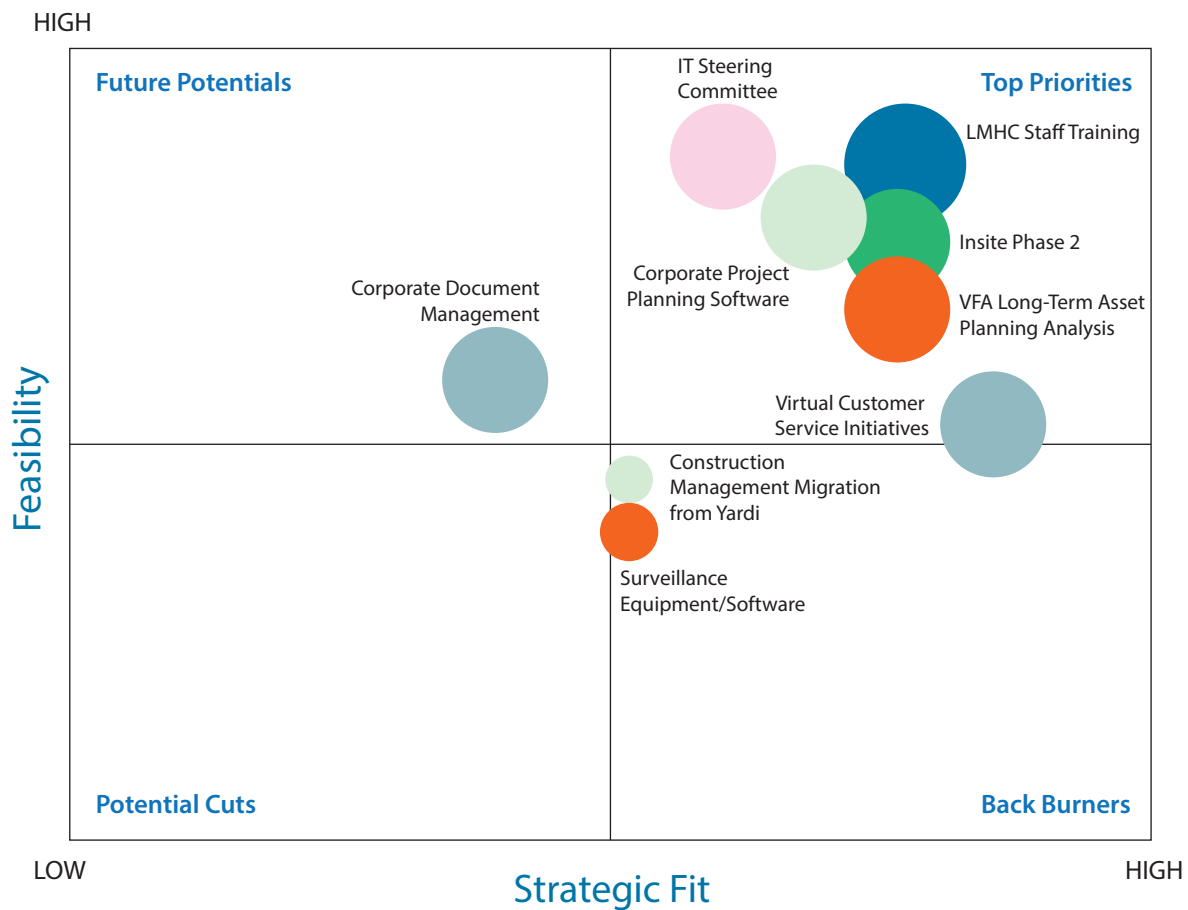 HIGH
Future Potentials
IT Steering
Committee
Top Priorities
LMHC Staff Training
Insite Phase 2
Corporate Project
Planning Software
VFA Long-Term Asset
Planning Analysis
Corporate Document
Management
Virtual Customer
Service Initiatives
Feasibility
Construction
Management Migration
from Yardi
Surveillance
Equipment/Software
Potential Cuts
Back Burners
LOW
Strategic Fit
HIGH